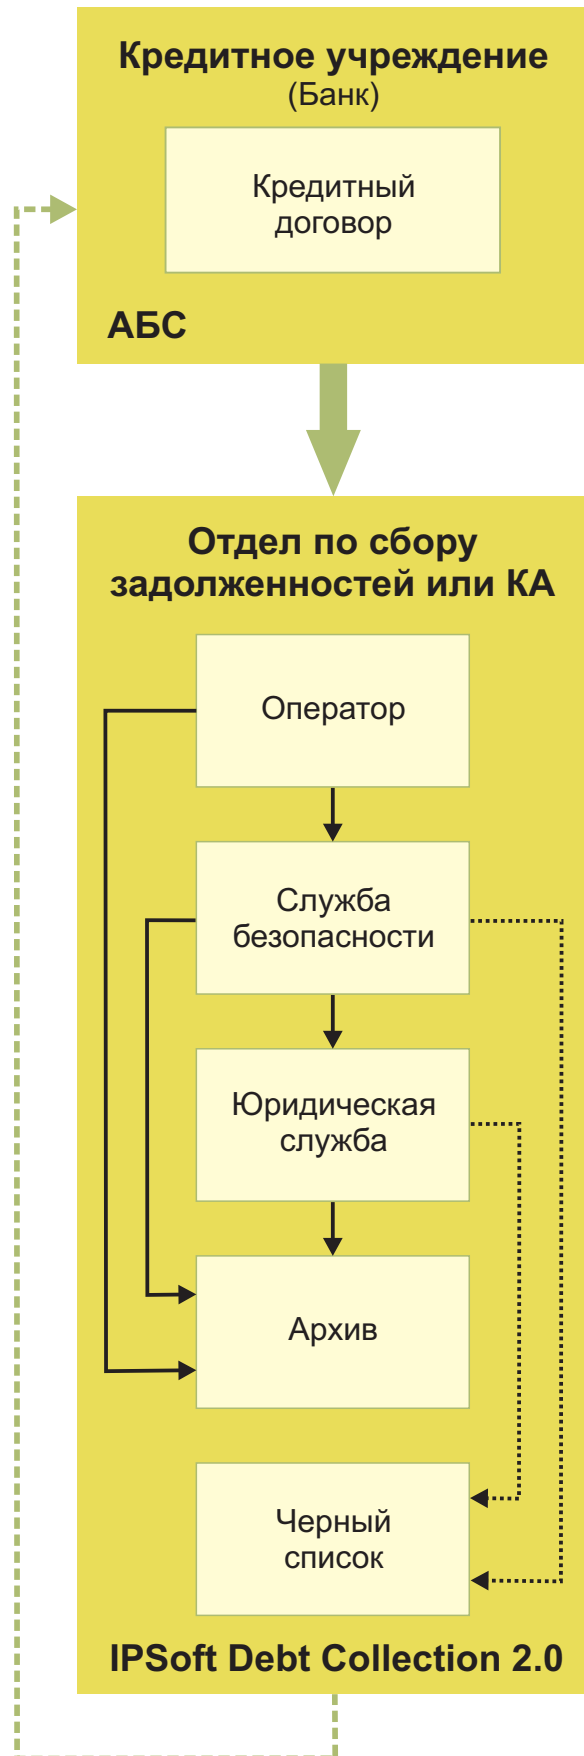 Кредитное учреждение
(Банк)
Кредитный
договор
АБС
Отдел по сбору
задолженностей или КА
Оператор
Служба
безопасности
Юридическая
служба
Архив
Черный
список
IPSoft Debt Collection 2.0